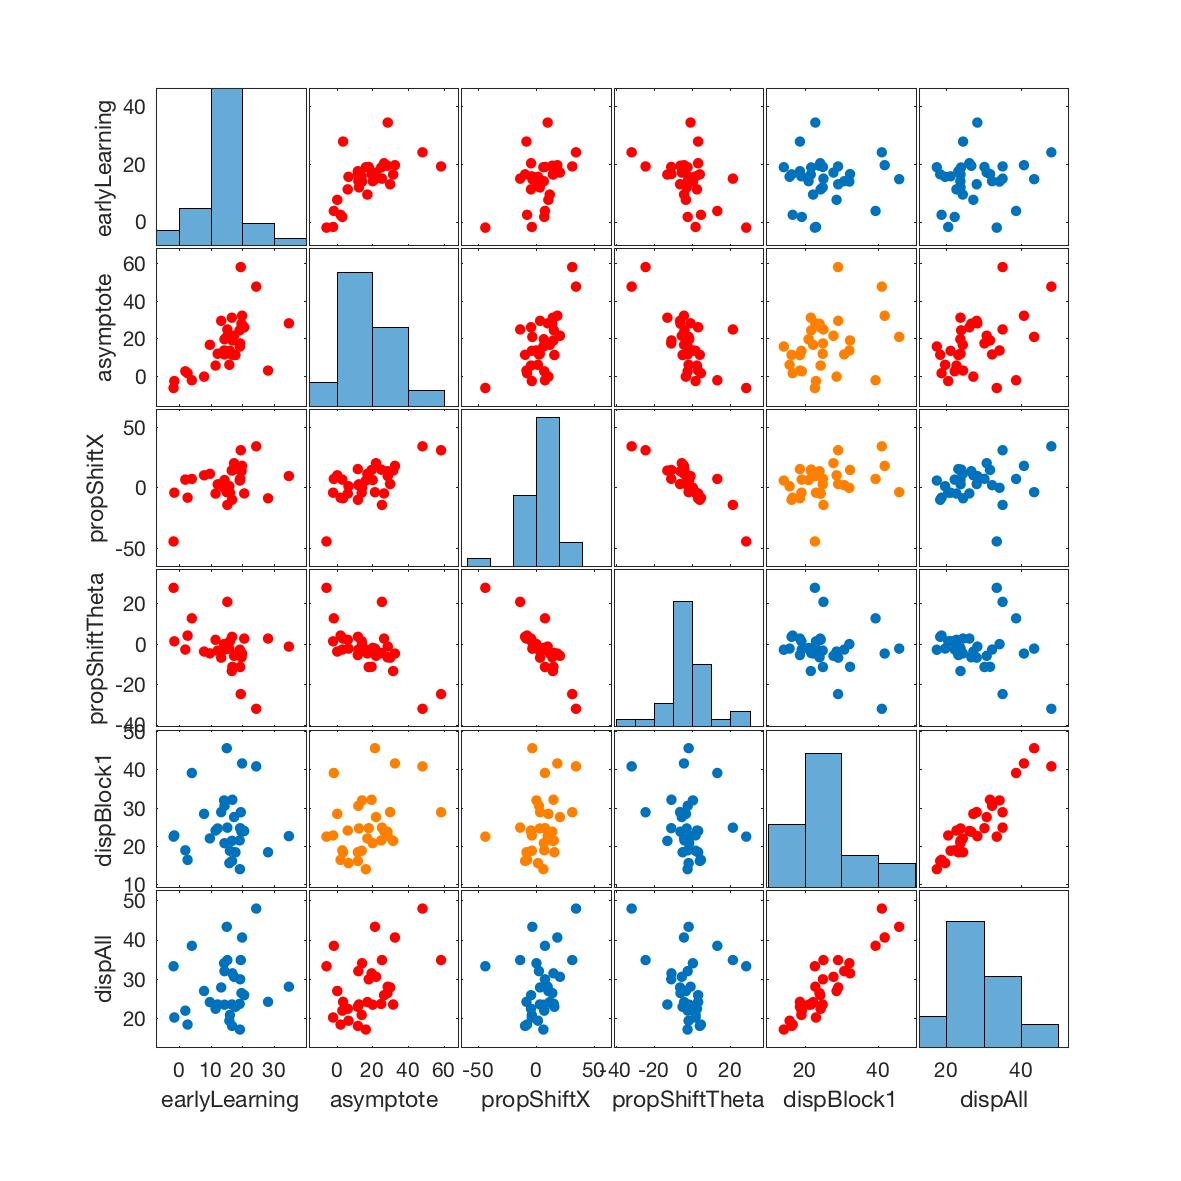 earlyLearning
40
20
0
asymptote
60
40
20
0
propShiftX
50
0
-50
propShiftTheta
20
0
-20
-40
dispBlock1
50
40
30
20
10
dispAll
50
40
30
20
0 10 20 30
0 20 40 60
-50 0 50
-40 -20 0 20
20 40
20 40
earlyLearning asymptote propShiftX propShiftTheta dispBlock1 dispAll